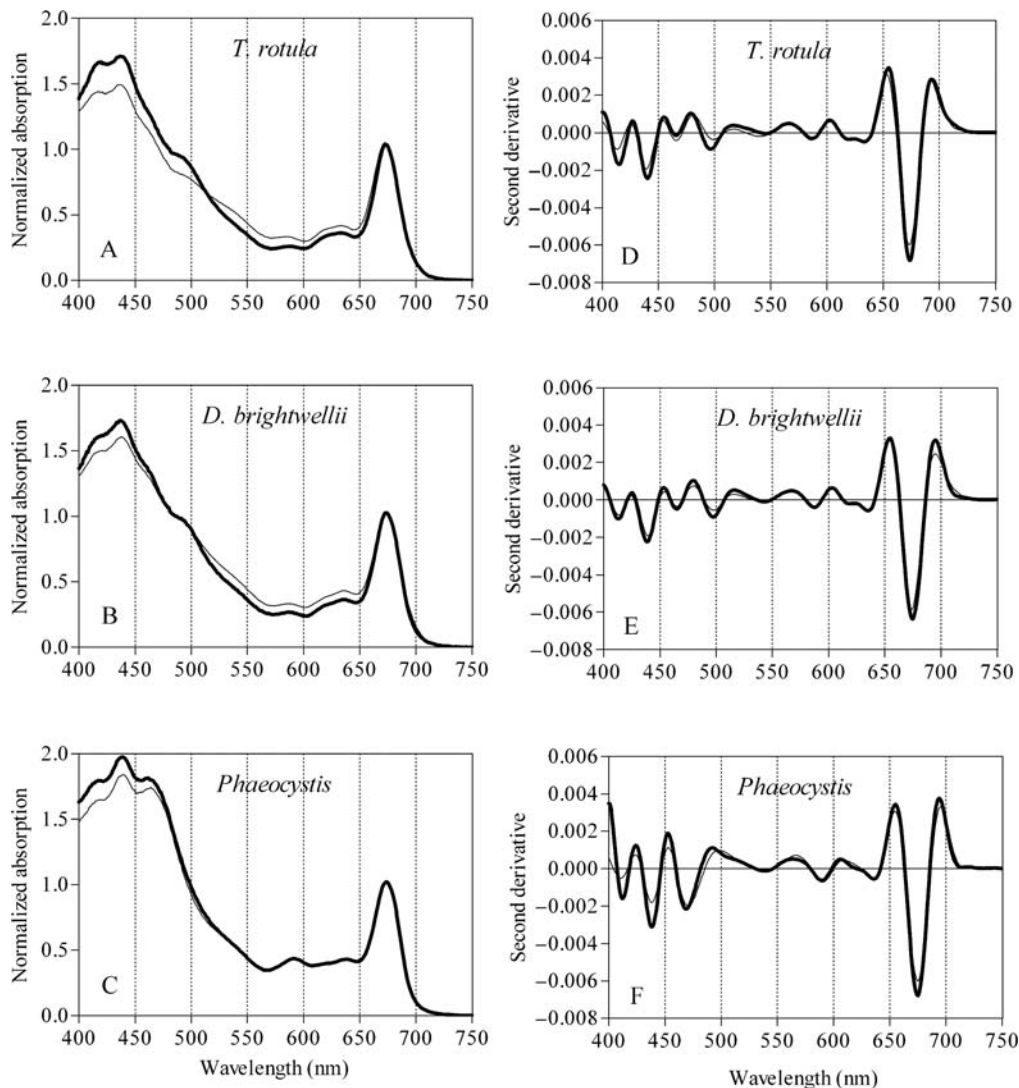 2.0
1.5
1.0
0.5
0.0
Normalized absorption
T. rotula
A
400 450 500 550 600 650 700 750
0.006
0.004
0.002
0.000
−0.002
−0.004
−0.006
−0.008
Second derivative
T. rotula
D
400 450 500 550 600 650 700 750
2.0
1.5
1.0
0.5
0.0
Normalized absorption
D. brightwellii
B
400 450 500 550 600 650 700 750
0.006
0.004
0.002
0.000
−0.002
−0.004
−0.006
−0.008
Second derivative
D. brightwellii
E
400 450 500 550 600 650 700 750
2.0
1.5
1.0
0.5
0.0
Normalized absorption
Phaeocystis
C
400 450 500 550 600 650 700 750
Wavelength (nm)
0.006
0.004
0.002
0.000
−0.002
−0.004
−0.006
−0.008
Second derivative
Phaeocystis
F
400 450 500 550 600 650 700 750
Wavelength (nm)